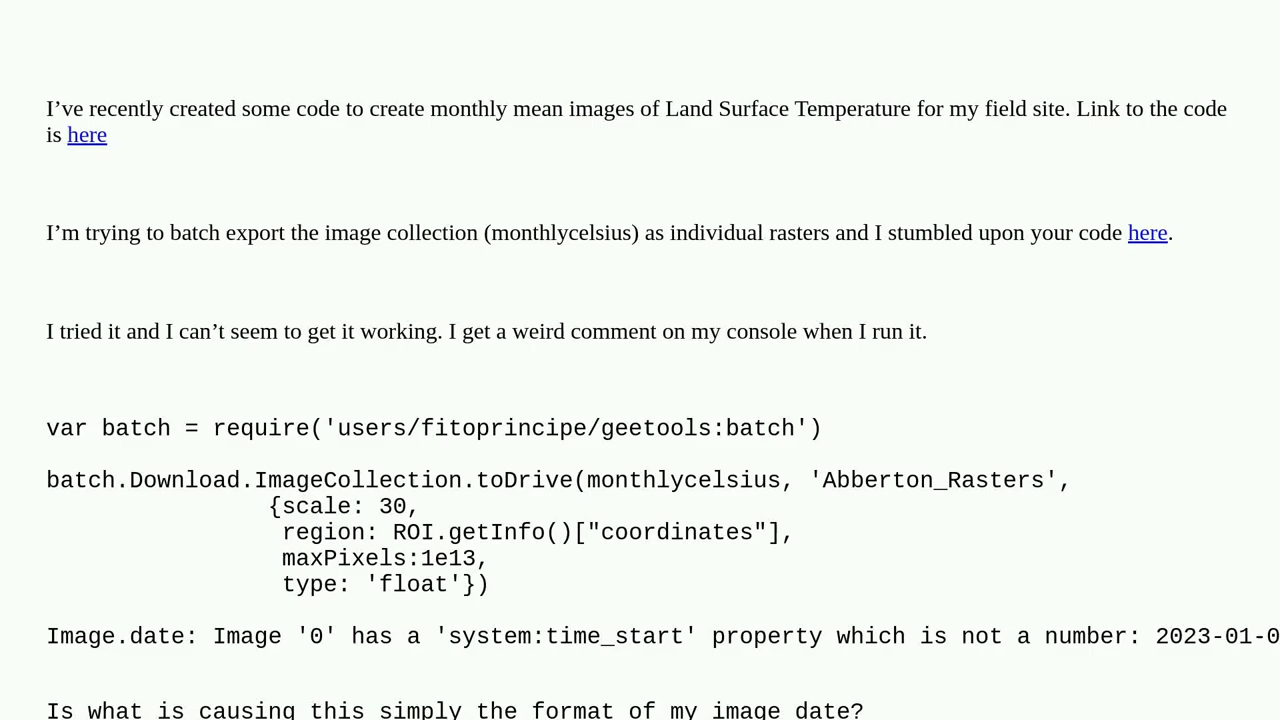 I’ve recently created some code to create monthly mean images of Land Surface Temperature for my field site. Link to the code
is here
I’m trying to batch export the image collection (monthlycelsius) as individual rasters and I stumbled upon your code here.
I tried it and I can’t seem to get it working. I get a weird comment on my console when I run it.
var batch = require('users/fitoprincipe/geetools:batch')
batch.Download.ImageCollection.toDrive(monthlycelsius, 'Abberton_Rasters',
{scale: 30,
region: ROI.getInfo()["coordinates"],
maxPixels:1e13,
type: 'float'})
Image.date: Image '0' has a 'system:time_start' property which is not a number: 2023-01-0
Is what is causing this simply the format of my image date?